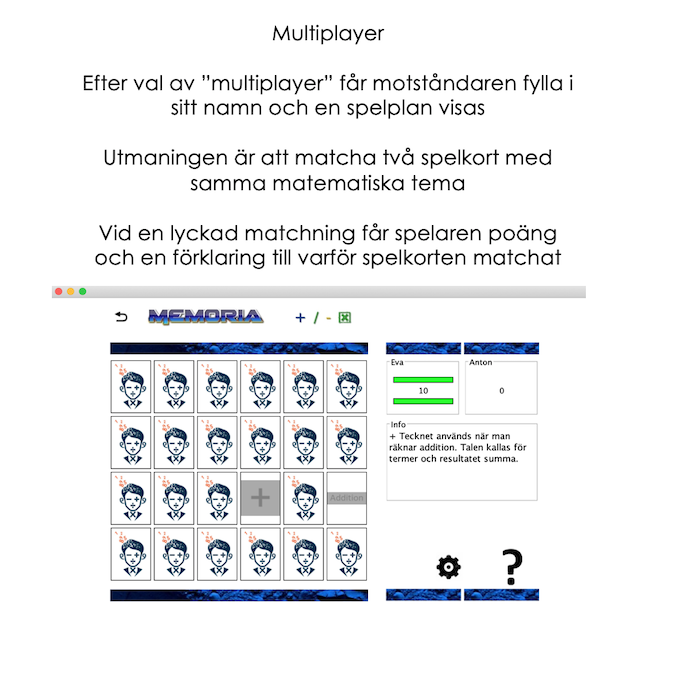 Multiplayer
Efter val av ”multiplayer” får motståndaren fylla i
sitt namn och en spelplan visas
Utmaningen är att matcha två spelkort med
samma matematiska tema
Vid en lyckad matchning får spelaren poäng
och en förklaring till varför spelkorten matchat
MEMORIA + / -
Eva
10
Anton
0
Info
+ Tecknet används när man
räknar addition. Talen kallas för
termer och resultatet summa.
+
Addition
?